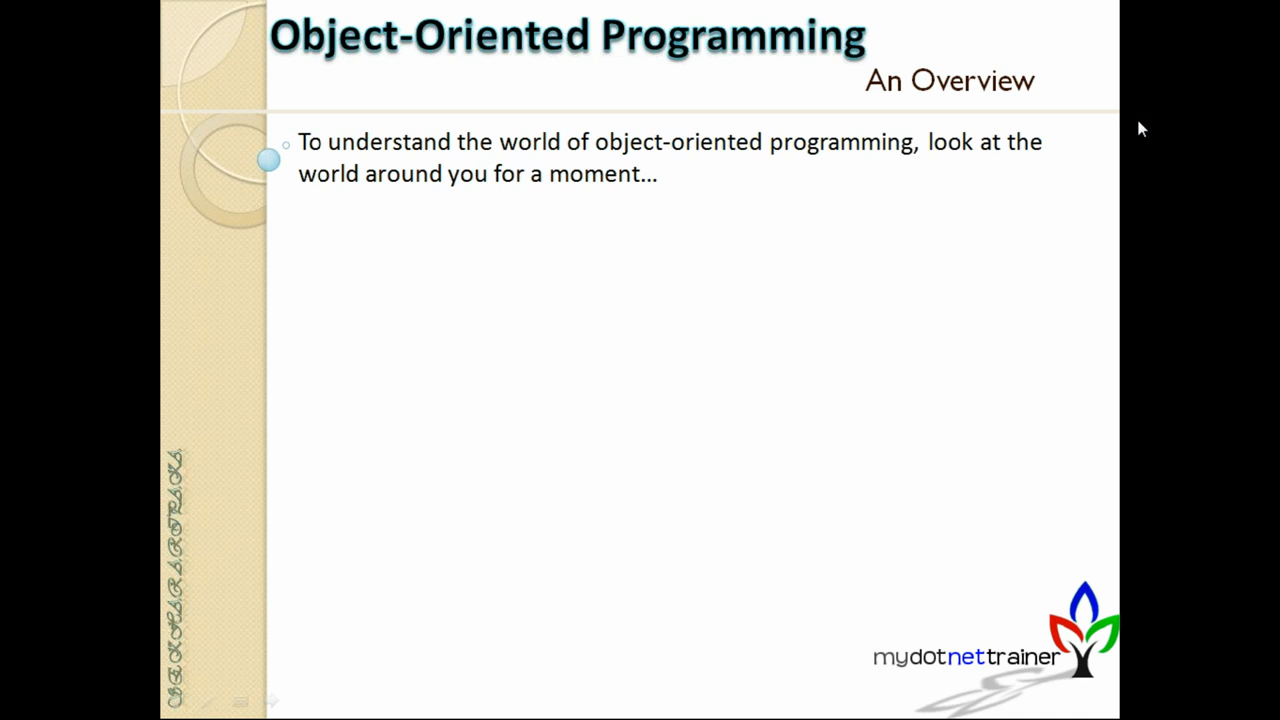 Object-Oriented Programming
An Overview
To understand the world of object-oriented programming, look at the
world around you for a moment...
mydotnettrainer